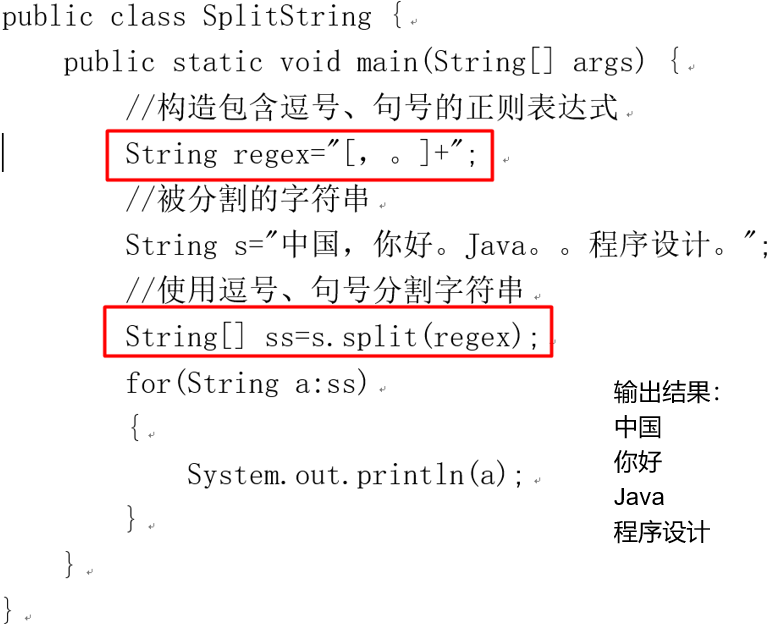 public class SplitString {
public static void main(String[] args) {
//构造包含逗号、句号的正则表达式
String regex="[，。]+";
//被分割的字符串
String s="中国，你好。Java。。程序设计。";
//使用逗号、句号分割字符串
String[] ss=s.split(regex);
for(String a:ss)
{
System.out.println(a);
}
}
}
输出结果：
中国
你好
Java
程序设计